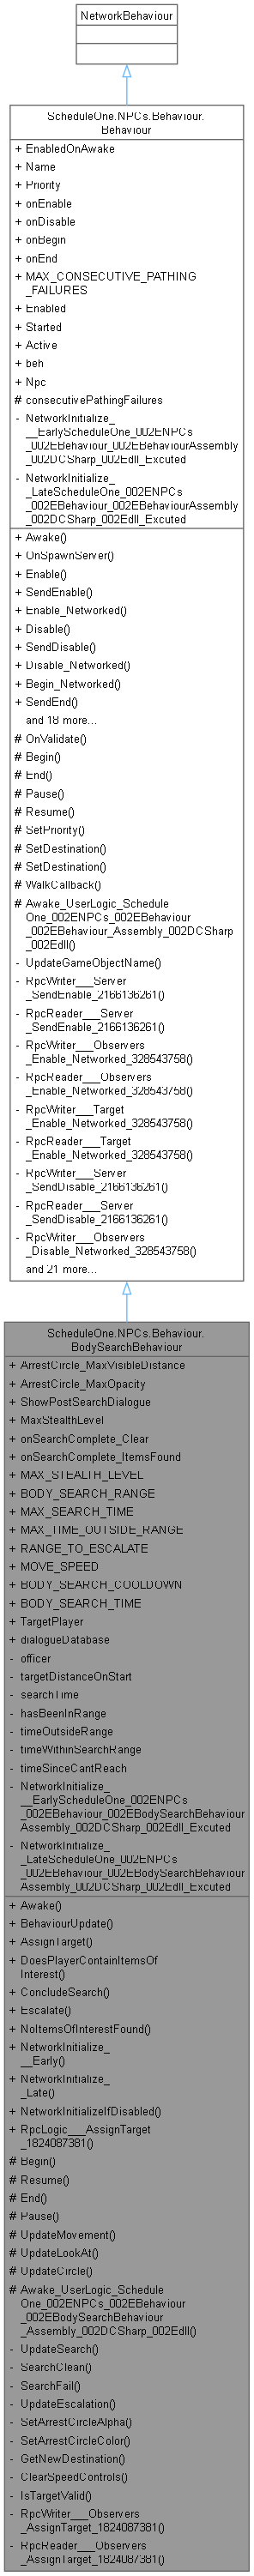 NetworkBehaviour
ScheduleOne.NPCs.Behaviour.
Behaviour
+ EnabledOnAwake
+ Name
+ Priority
+ onEnable
+ onDisable
+ onBegin
+ onEnd
+ MAX_CONSECUTIVE_PATHING
_FAILURES
+ Enabled
+ Started
+ Active
+ beh
+ Npc
# consecutivePathingFailures
- NetworkInitialize_
__EarlyScheduleOne_002ENPCs
_002EBehaviour_002EBehaviourAssembly
_002DCSharp_002Edll_Excuted
- NetworkInitialize_
_LateScheduleOne_002ENPCs
_002EBehaviour_002EBehaviourAssembly
_002DCSharp_002Edll_Excuted
+ Awake()
+ OnSpawnServer()
+ Enable()
+ SendEnable()
+ Enable_Networked()
+ Disable()
+ SendDisable()
+ Disable_Networked()
+ Begin_Networked()
+ SendEnd()
and 18 more...
# OnValidate()
# Begin()
# End()
# Pause()
# Resume()
# SetPriority()
# SetDestination()
# SetDestination()
# WalkCallback()
# Awake_UserLogic_Schedule
One_002ENPCs_002EBehaviour
_002EBehaviour_Assembly_002DCSharp
_002Edll()
- UpdateGameObjectName()
- RpcWriter___Server
_SendEnable_2166136261()
- RpcReader___Server
_SendEnable_2166136261()
- RpcWriter___Observers
_Enable_Networked_328543758()
- RpcReader___Observers
_Enable_Networked_328543758()
- RpcWriter___Target
_Enable_Networked_328543758()
- RpcReader___Target
_Enable_Networked_328543758()
- RpcWriter___Server
_SendDisable_2166136261()
- RpcReader___Server
_SendDisable_2166136261()
- RpcWriter___Observers
_Disable_Networked_328543758()
and 21 more...
ScheduleOne.NPCs.Behaviour.
BodySearchBehaviour
+ ArrestCircle_MaxVisibleDistance
+ ArrestCircle_MaxOpacity
+ ShowPostSearchDialogue
+ MaxStealthLevel
+ onSearchComplete_Clear
+ onSearchComplete_ItemsFound
+ MAX_STEALTH_LEVEL
+ BODY_SEARCH_RANGE
+ MAX_SEARCH_TIME
+ MAX_TIME_OUTSIDE_RANGE
+ RANGE_TO_ESCALATE
+ MOVE_SPEED
+ BODY_SEARCH_COOLDOWN
+ BODY_SEARCH_TIME
+ TargetPlayer
+ dialogueDatabase
- officer
- targetDistanceOnStart
- searchTime
- hasBeenInRange
- timeOutsideRange
- timeWithinSearchRange
- timeSinceCantReach
- NetworkInitialize_
__EarlyScheduleOne_002ENPCs
_002EBehaviour_002EBodySearchBehaviour
Assembly_002DCSharp_002Edll_Excuted
- NetworkInitialize_
_LateScheduleOne_002ENPCs
_002EBehaviour_002EBodySearchBehaviour
Assembly_002DCSharp_002Edll_Excuted
+ Awake()
+ BehaviourUpdate()
+ AssignTarget()
+ DoesPlayerContainItemsOf
Interest()
+ ConcludeSearch()
+ Escalate()
+ NoItemsOfInterestFound()
+ NetworkInitialize_
__Early()
+ NetworkInitialize_
_Late()
+ NetworkInitializeIfDisabled()
+ RpcLogic___AssignTarget
_1824087381()
# Begin()
# Resume()
# End()
# Pause()
# UpdateMovement()
# UpdateLookAt()
# UpdateCircle()
# Awake_UserLogic_Schedule
One_002ENPCs_002EBehaviour
_002EBodySearchBehaviour
_Assembly_002DCSharp_002Edll()
- UpdateSearch()
- SearchClean()
- SearchFail()
- UpdateEscalation()
- SetArrestCircleAlpha()
- SetArrestCircleColor()
- GetNewDestination()
- ClearSpeedControls()
- IsTargetValid()
- RpcWriter___Observers
_AssignTarget_1824087381()
- RpcReader___Observers
_AssignTarget_1824087381()